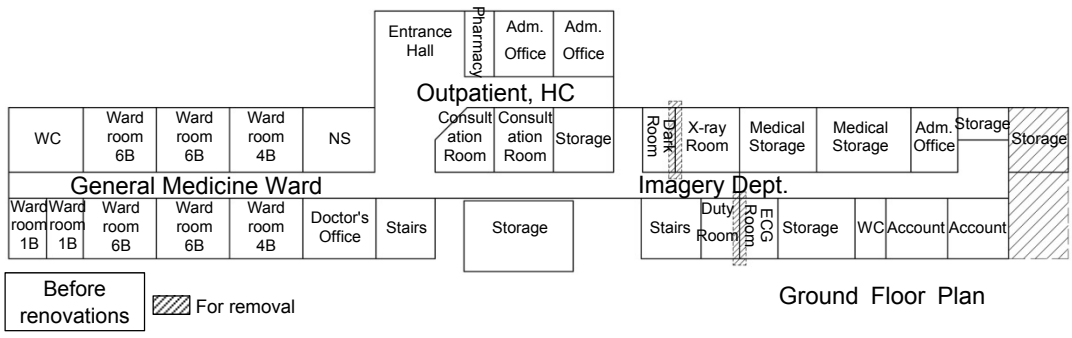 Entrance
Hall
Pharmacy
Adm.
Office
Adm.
Office
Outpatient, HC
WC
Ward
room
6B
Ward
room
6B
Ward
room
4B
NS
Consult
ation
Room
Consult
ation
Room
Storage
Dark
Room
X-ray
Room
Medical
Storage
Medical
Storage
Adm.
Office
Storage
Storage
General Medicine Ward
Imagery Dept.
Ward
room
1B
Ward
room
1B
Ward
room
6B
Ward
room
6B
Ward
room
4B
Doctor's
Office
Stairs
Storage
Stairs
Duty
Room
ECG
Room
Storage
WC
Account
Account
Before
renovations
For removal
Ground Floor Plan